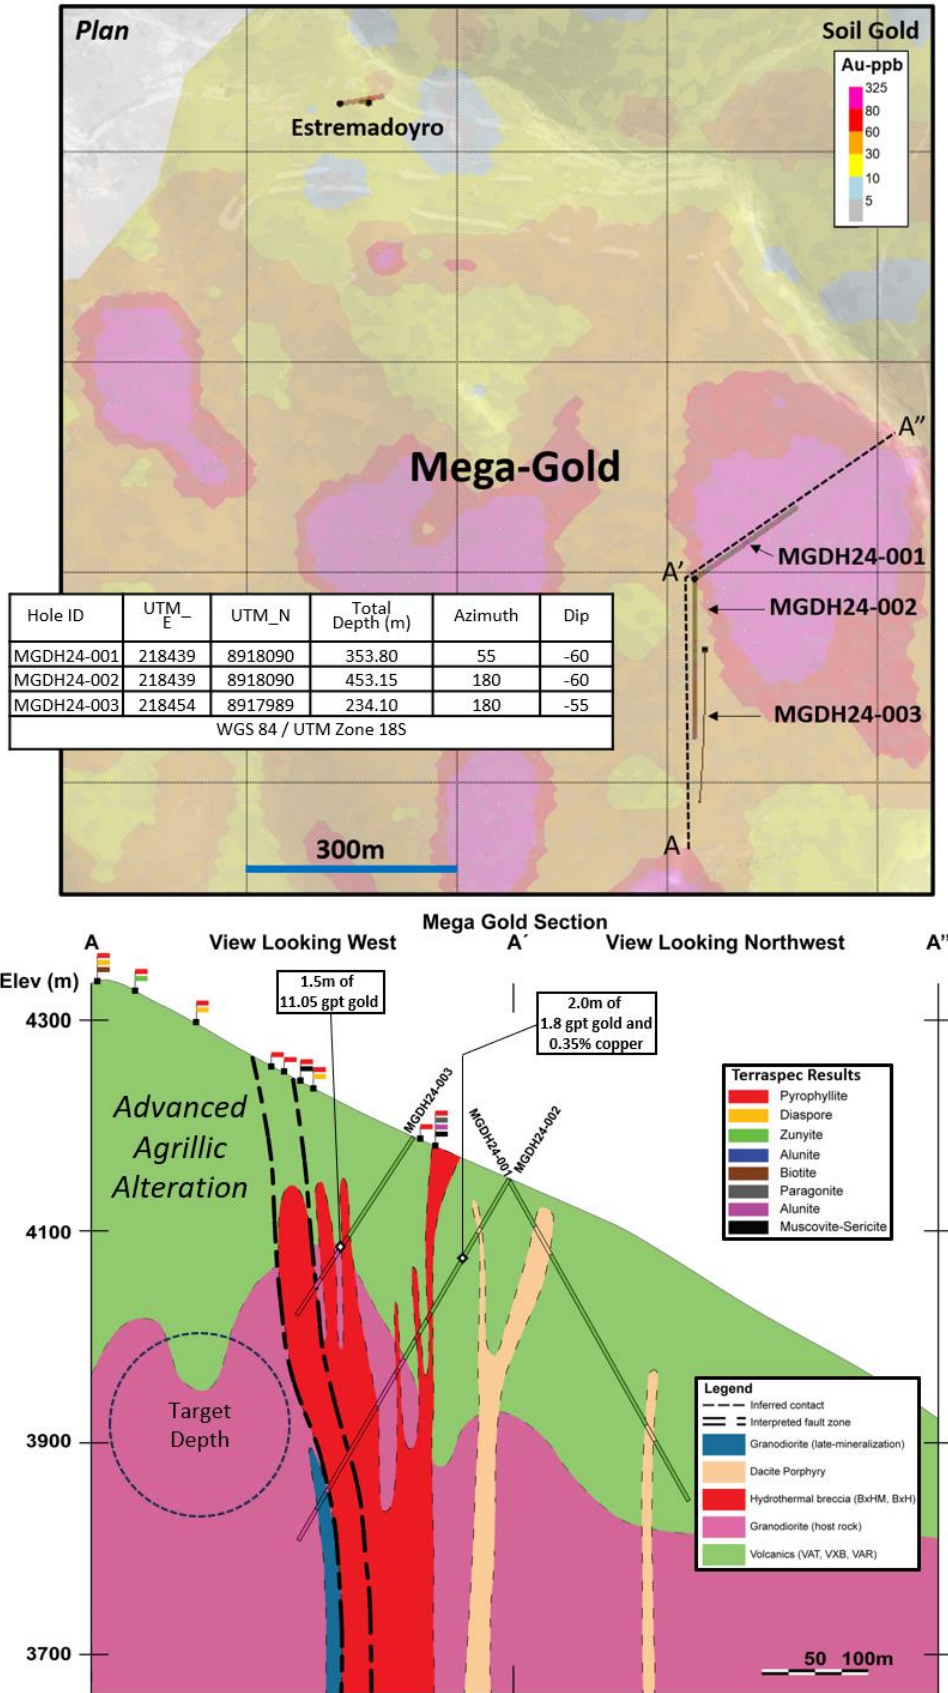 Plan
Soil Gold
Au-ppb
325
80
60
30
10
5
Estremadoyro
Mega-Gold
A”
A’
MGDH24-001
MGDH24-002
MGDH24-003
A
Hole ID UTM_E UTM_N Total Depth (m) Azimuth Dip
MGDH24-001 218439 8918090 353.80 55 -60
MGDH24-002 218439 8918090 453.15 180 -60
MGDH24-003 218454 8917989 234.10 180 -55
WGS 84 / UTM Zone 18S
300m
Mega Gold Section
A View Looking West A´ View Looking Northwest A”
Elev (m)
4300
4100
3900
3700
1.5m of
11.05 gpt gold
2.0m of
1.8 gpt gold and
0.35% copper
MGDH24-003
MGDH24-001
MGDH24-002
Advanced
Agrillic
Alteration
Target
Depth
Terraspec Results
Pyrophyllite
Diaspore
Zunyite
Alunite
Biotite
Paragonite
Alunite
Muscovite-Sericite
Legend
Inferred contact
Interpreted fault zone
Granodiorite (late-mineralization)
Dacite Porphyry
Hydrothermal breccia (BxHM, BxH)
Granodiorite (host rock)
Volcanics (VAT, VXB, VAR)
50 100m